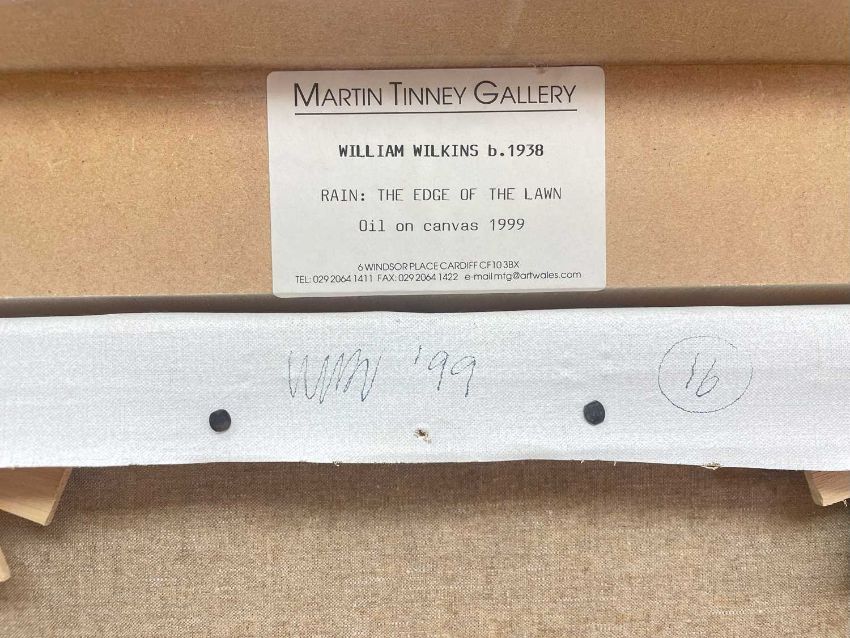 MARTIN TINNEY GALLERY
WILLIAM WILKINS b.1938
RAIN: THE EDGE OF THE LAWN
Oil on canvas 1999
6 WINDSOR PLACE CARDIFF CF10 3BX
TEL: 029 2064 1411 FAX: 029 2064 1422 e-mail mtg@artwales.com
'99
16